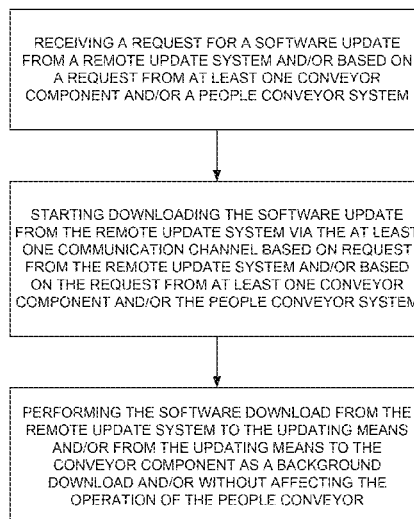 RECEIVING A REQUEST FOR A SOFTWARE UPDATE
FROM A REMOTE UPDATE SYSTEM AND/OR BASED ON
A REQUEST FROM AT LEAST ONE CONVEYOR
COMPONENT AND/OR A PEOPLE CONVEYOR SYSTEM
STARTING DOWNLOADING THE SOFTWARE UPDATE
FROM THE REMOTE UPDATE SYSTEM VIA THE AT LEAST
ONE COMMUNICATION CHANNEL BASED ON REQUEST
FROM THE REMOTE UPDATE SYSTEM AND/OR BASED
ON THE REQUEST FROM AT LEAST ONE CONVEYOR
COMPONENT AND/OR THE PEOPLE CONVEYOR SYSTEM
PERFORMING THE SOFTWARE DOWNLOAD FROM THE
REMOTE UPDATE SYSTEM TO THE UPDATING MEANS
AND/OR FROM THE UPDATING MEANS TO THE
CONVEYOR COMPONENT AS A BACKGROUND
DOWNLOAD AND/OR WITHOUT AFFECTING THE
OPERATION OF THE PEOPLE CONVEYOR